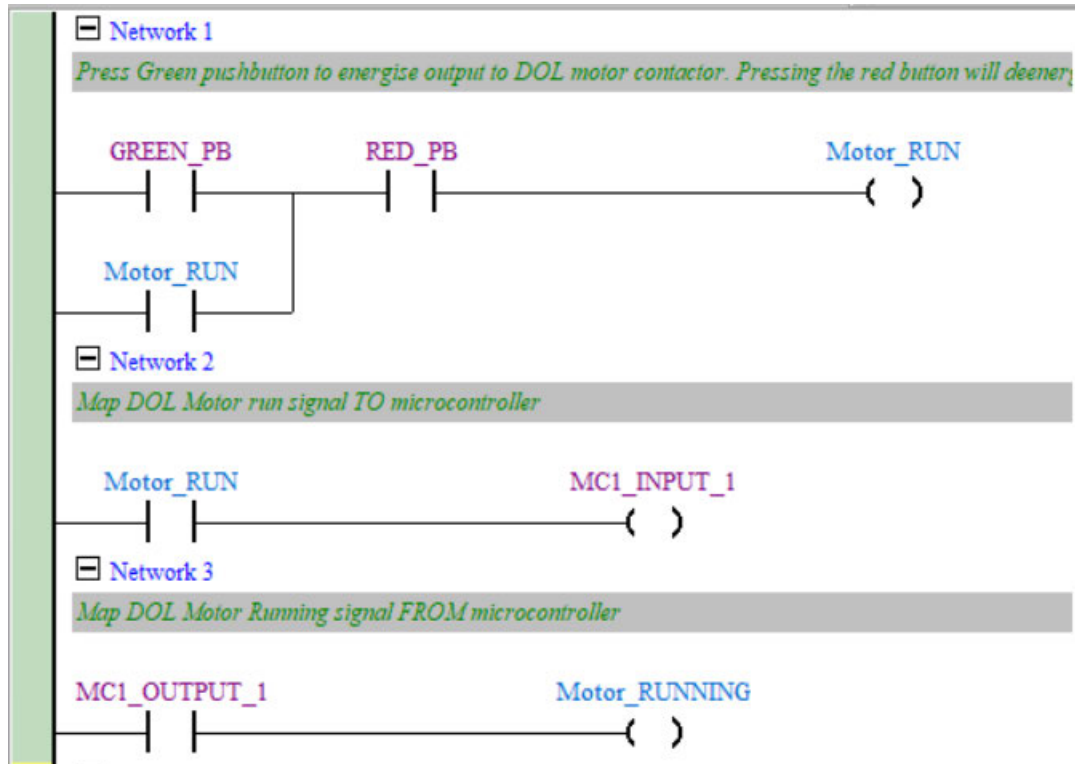 Network 1
Press Green pushbutton to energise output to DOL motor contactor. Pressing the red button will
GREEN_PB RED_PB Motor_RUN
Motor_RUN
Network 2
Map DOL Motor run signal TO microcontroller
Motor_RUN MC1_INPUT_1
Network 3
Map DOL Motor Running signal FROM microcontroller
MC1_OUTPUT_1 Motor_RUNNING